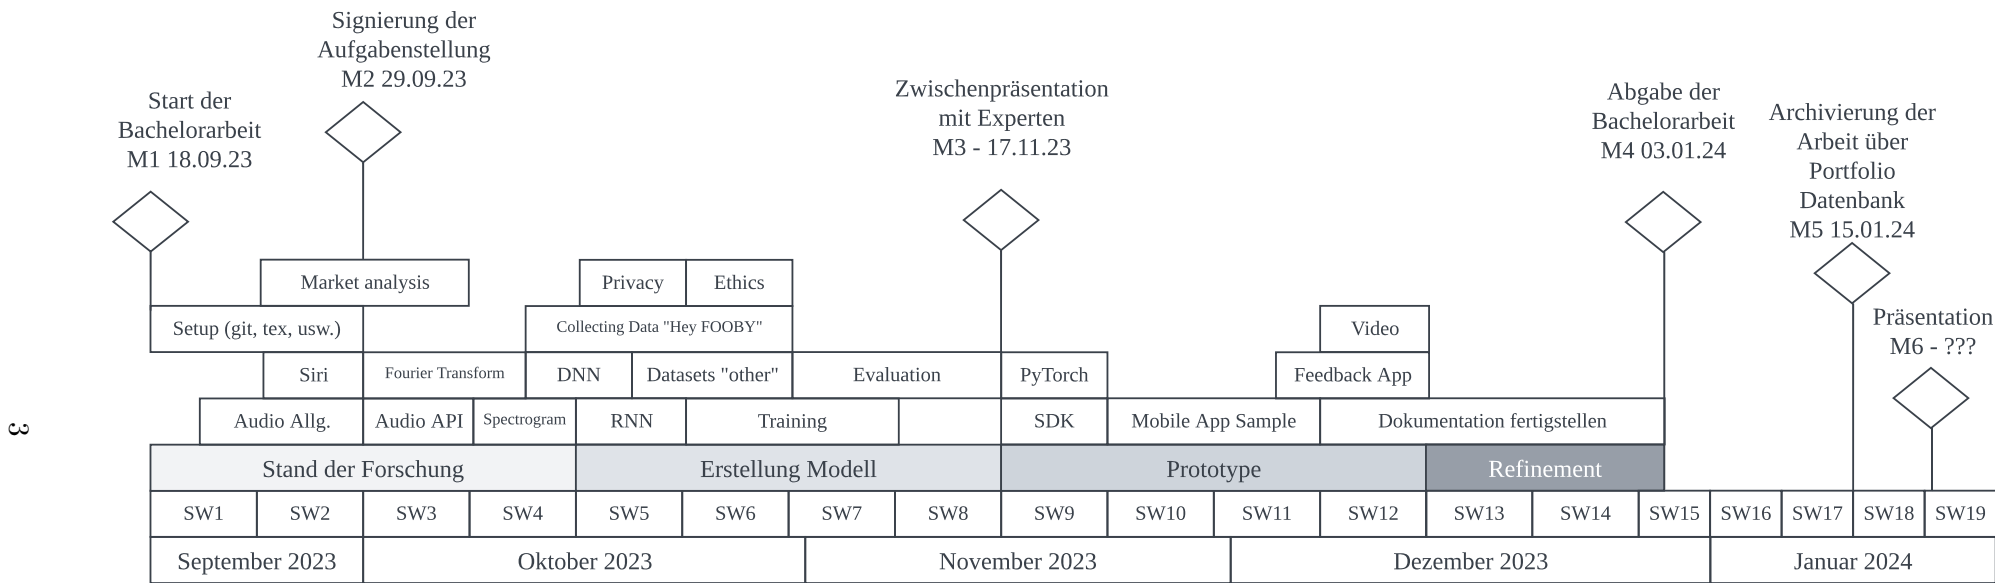 Signierung der
Aufgabenstellung
M2 29.09.23
Start der
Bachelorarbeit
M1 18.09.23
Zwischenpräsentation
mit Experten
M3 - 17.11.23
Abgabe der
Bachelorarbeit
M4 03.01.24
Archivierung der
Arbeit über
Portfolio
Datenbank
M5 15.01.24
Präsentation
M6 - ???
Market analysis
Privacy
Ethics
Setup (git, tex, usw.)
Collecting Data "Hey FOOBY"
Video
Siri
Fourier Transform
DNN
Datasets "other"
Evaluation
PyTorch
Feedback App
Audio Allg.
Audio API
Spectrogram
RNN
Training
SDK
Mobile App Sample
Dokumentation fertigstellen
Stand der Forschung
Erstellung Modell
Prototype
Refinement
SW1
SW2
SW3
SW4
SW5
SW6
SW7
SW8
SW9
SW10
SW11
SW12
SW13
SW14
SW15
SW16
SW17
SW18
SW19
September 2023
Oktober 2023
November 2023
Dezember 2023
Januar 2024
3